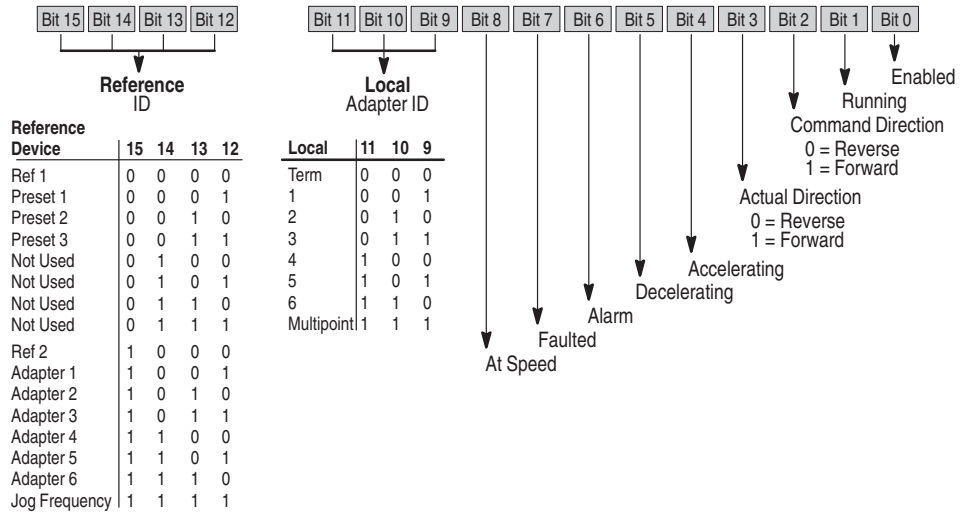 Bit 15 Bit 14 Bit 13 Bit 12 Bit 11 Bit 10 Bit 9 Bit 8 Bit 7 Bit 6 Bit 5 Bit 4 Bit 3 Bit 2 Bit 1 Bit 0
Reference
ID
Local
Adapter ID
Enabled
Running
Command Direction
0 = Reverse
1 = Forward
Actual Direction
0 = Reverse
1 = Forward
Accelerating
Decelerating
Alarm
Faulted
At Speed
Reference
Device 15 14 13 12
Ref 1 0 0 0 0
Preset 1 0 0 0 1
Preset 2 0 0 1 0
Preset 3 0 0 1 1
Not Used 0 1 0 0
Not Used 0 1 0 1
Not Used 0 1 1 0
Not Used 0 1 1 1
Ref 2 1 0 0 0
Adapter 1 1 0 0 1
Adapter 2 1 0 1 0
Adapter 3 1 0 1 1
Adapter 4 1 1 0 0
Adapter 5 1 1 0 1
Adapter 6 1 1 1 0
Jog Frequency 1 1 1 1
Local 11 10 9
Term 0 0 0
1 0 0 1
2 0 1 0
3 0 1 1
4 1 0 0
5 1 0 1
6 1 1 0
Multipoint 1 1 1